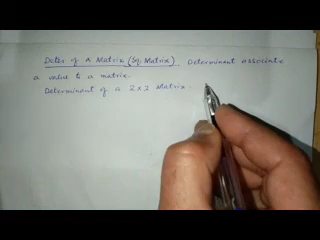 Deter of a Matrix (Sq. Matrix) Determinant associate
a value to a matrix.
Determinant of a 2x2 Matrix.